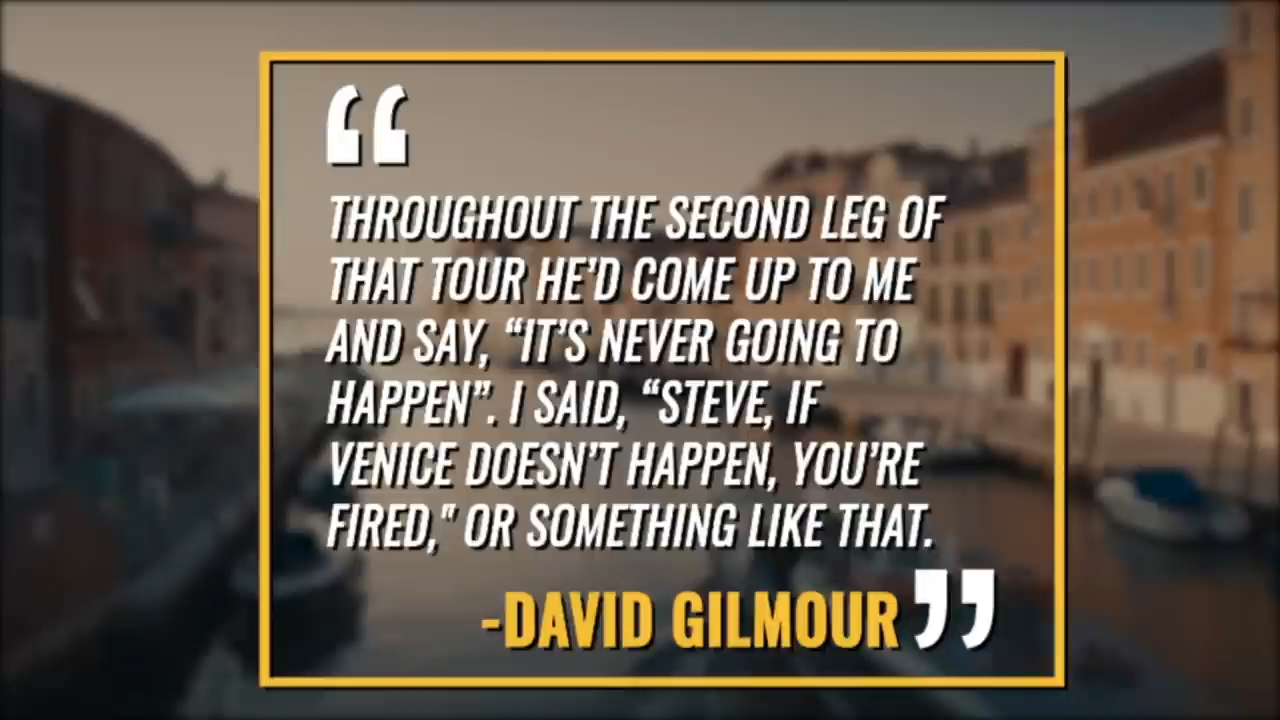 “
THROUGHOUT THE SECOND LEG OF
THAT TOUR HE’D COME UP TO ME
AND SAY, “IT’S NEVER GOING TO
HAPPEN”. I SAID, “STEVE, IF
VENICE DOESN’T HAPPEN, YOU’RE
FIRED," OR SOMETHING LIKE THAT.
-DAVID GILMOUR ”